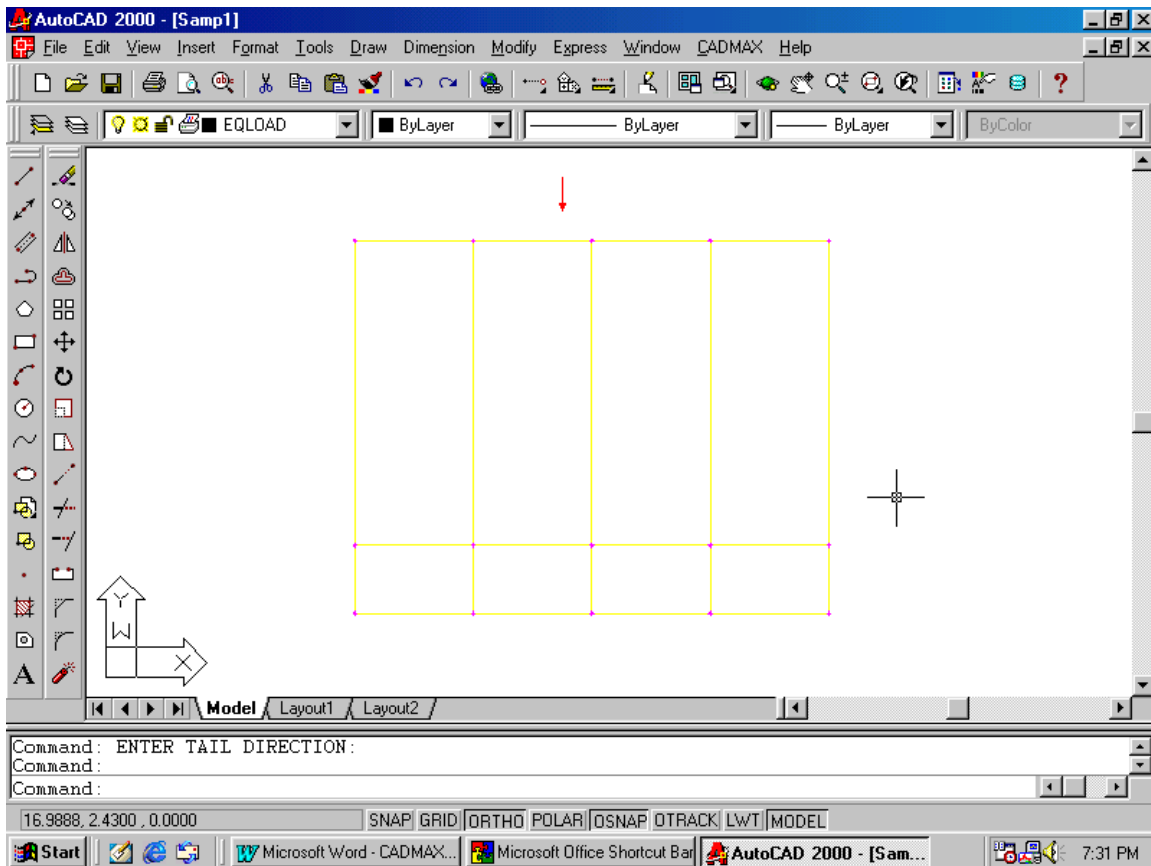 AutoCAD 2000 - [Samp1]
File Edit View Insert Format Tools Draw Dimension Modify Express Window CADMAX Help
EQLOAD ByLayer ByLayer ByLayer ByColor
Y
W
X
A
Model Layout1 Layout2
Command: ENTER TAIL DIRECTION:
Command:
Command:
16.9888, 2.4300 , 0.0000 SNAP GRID ORTHO POLAR OSNAP OTRACK LWT MODEL
Start Microsoft Word - CADMAX... Microsoft Office Shortcut Bar AutoCAD 2000 - [Sam... 7:31 PM